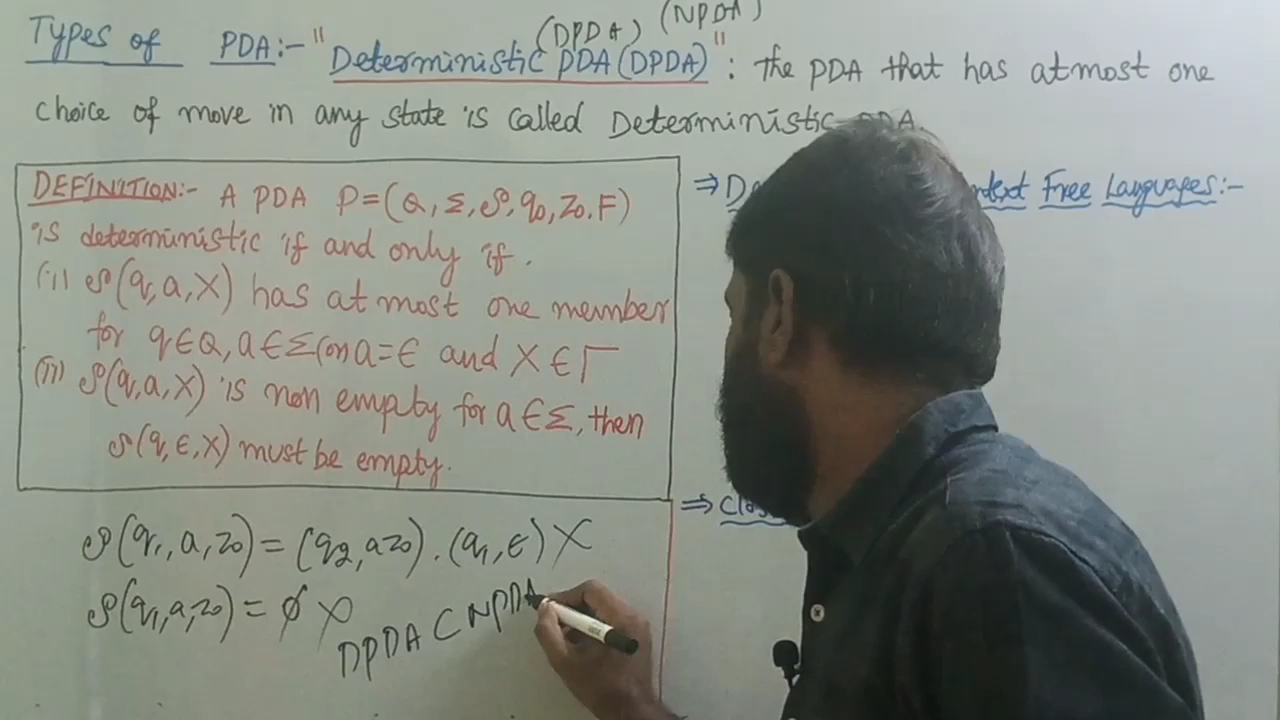 (DPDA) (NPDA)
Types of PDA:- "Deterministic PDA (DPDA)": the PDA that has atmost one
choice of move in any state is called Deterministic PDA.
DEFINITION:- A PDA P=(Q, Σ, δ, q0, Z0, F)
is deterministic if and only if.
(i) δ(q, a, X) has at most one member
for q∈Q, a∈Σ (or) a=ε and X∈Γ
(ii) δ(q, a, X) is non empty for a∈Σ, then
δ(q, ε, X) must be empty.
δ(q1, a, z0) = (q2, az0). (q1, ε) X
δ(q1, a, z0) = ϕ X
DPDA ⊂ NPDA
⇒ Free Languages:-
⇒